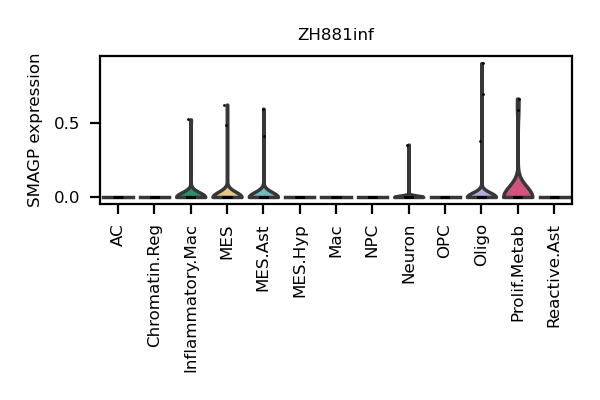 ZH881inf
SMAGP expression
0.5
0.0
AC
Chromatin.Reg
Inflammatory.Mac
MES
MES.Ast
MES.Hyp
Mac
NPC
Neuron
OPC
Oligo
Prolif.Metab
Reactive.Ast